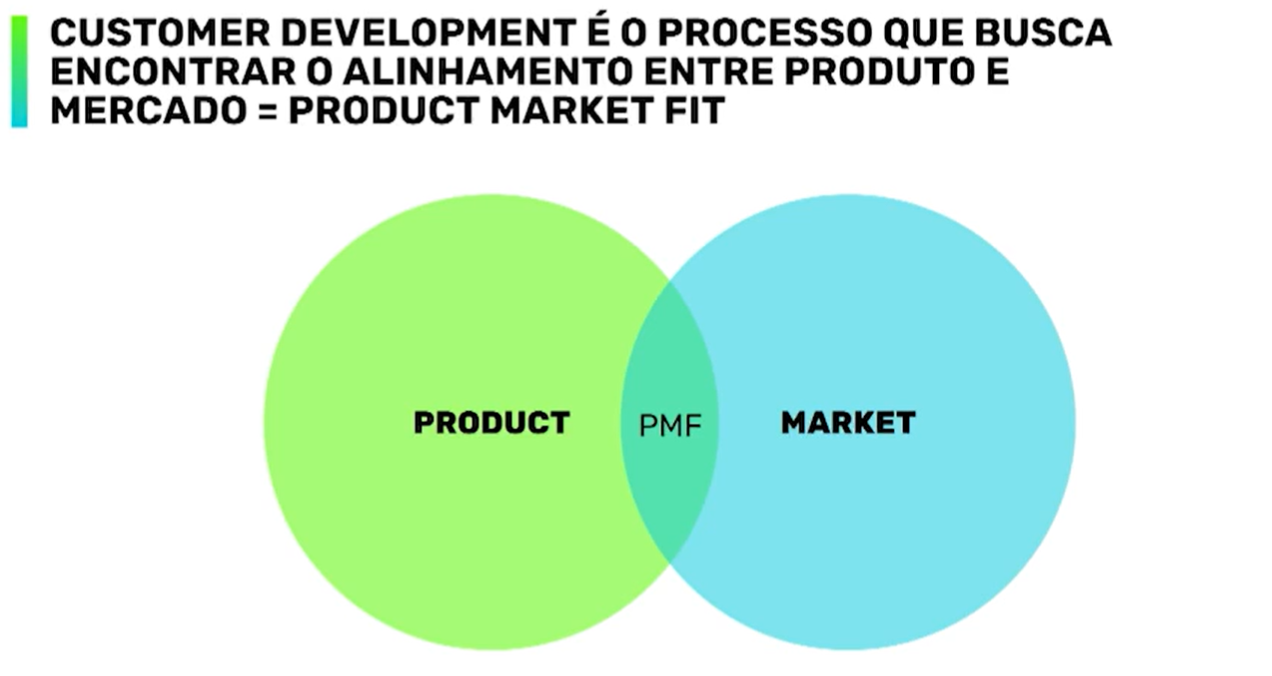 CUSTOMER DEVELOPMENT É O PROCESSO QUE BUSCA
ENCONTRAR O ALINHAMENTO ENTRE PRODUTO E
MERCADO = PRODUCT MARKET FIT
PRODUCT
PMF
MARKET